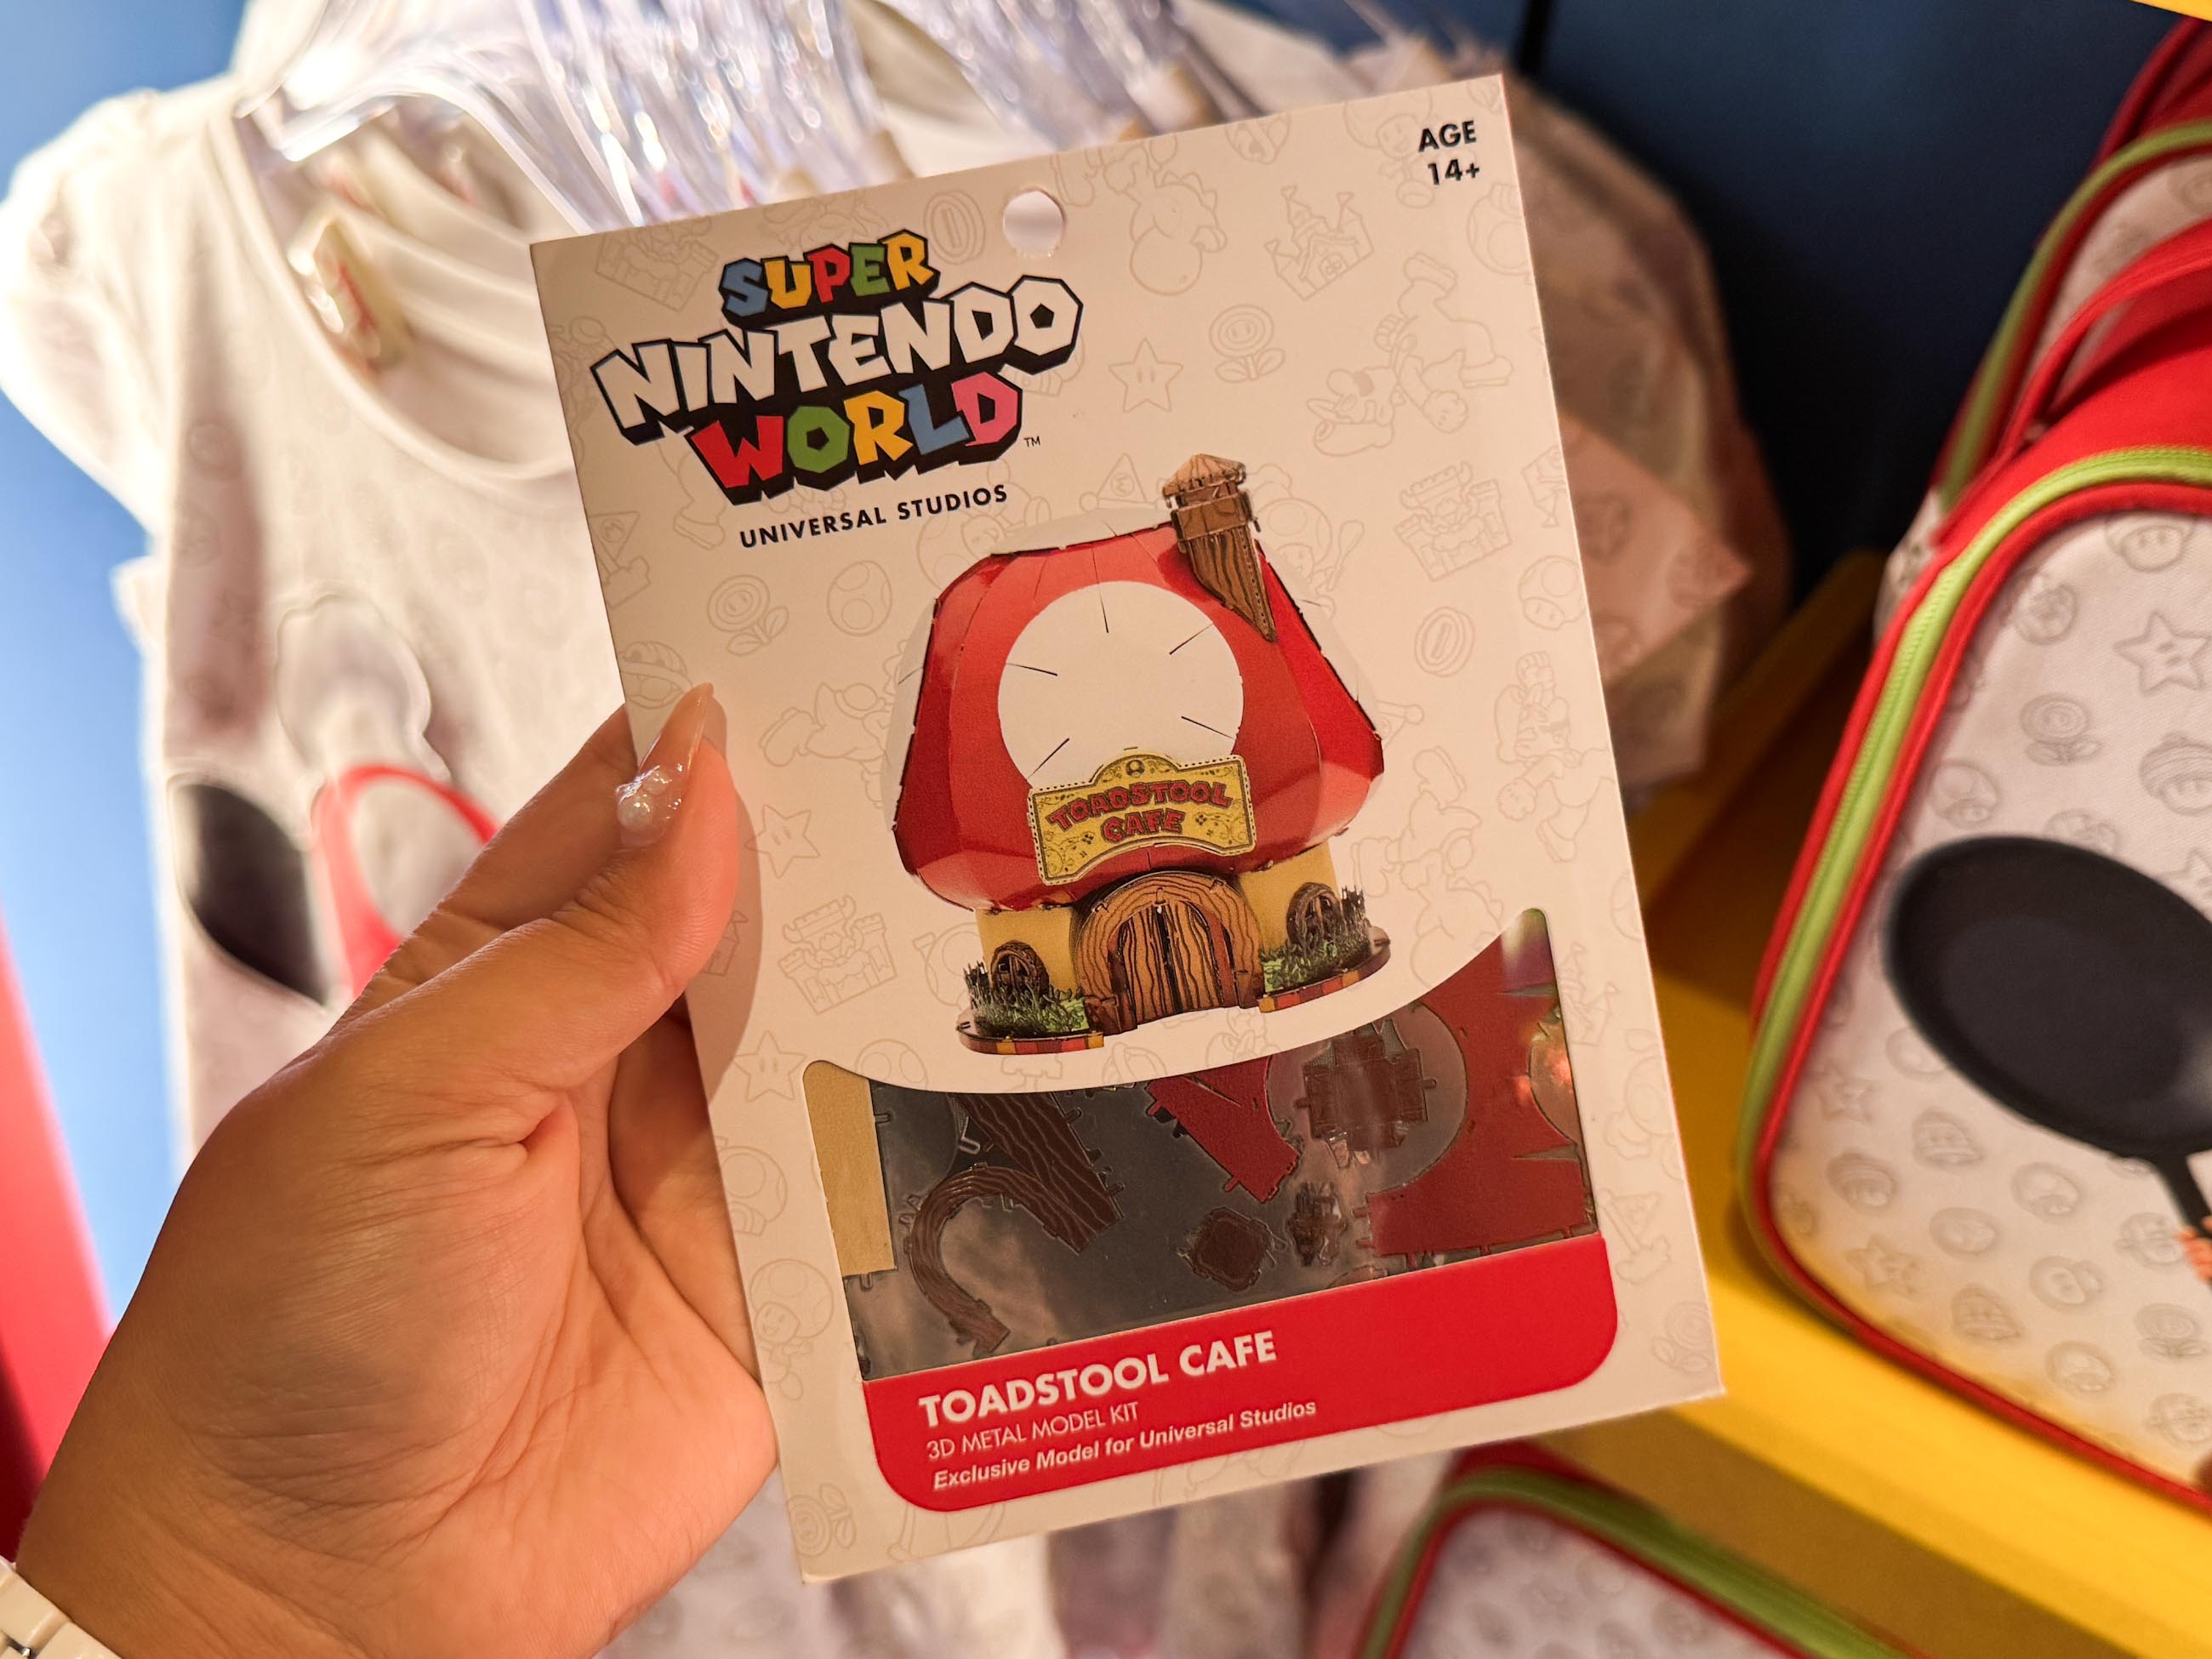 AGE
14+
SUPER
NINTENDO
WORLD
™
UNIVERSAL STUDIOS
TOADSTOOL
CAFE
TOADSTOOL CAFE
3D METAL MODEL KIT
Exclusive Model for Universal Studios